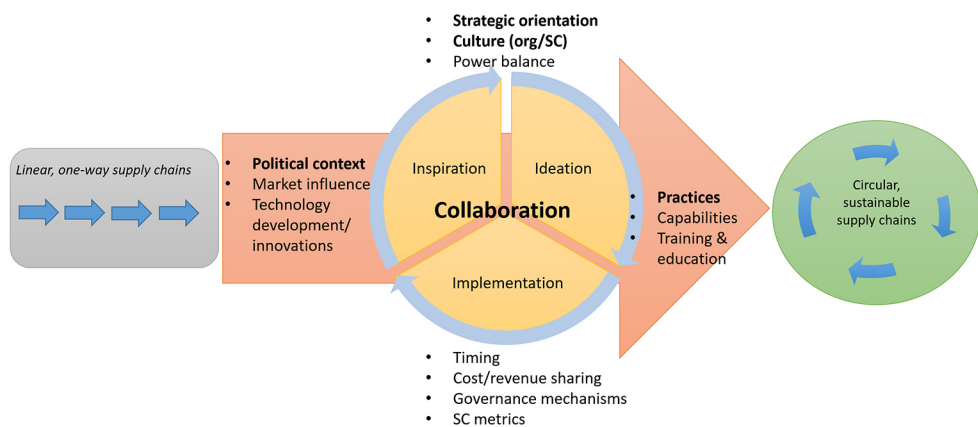 • Strategic orientation
• Culture (org/SC)
• Power balance
Linear, one-way supply chains
• Political context
• Market influence
• Technology
development/
innovations
Inspiration
Ideation
Collaboration
Implementation
• Practices
• Capabilities
• Training &
education
Circular,
sustainable
supply chains
• Timing
• Cost/revenue sharing
• Governance mechanisms
• SC metrics